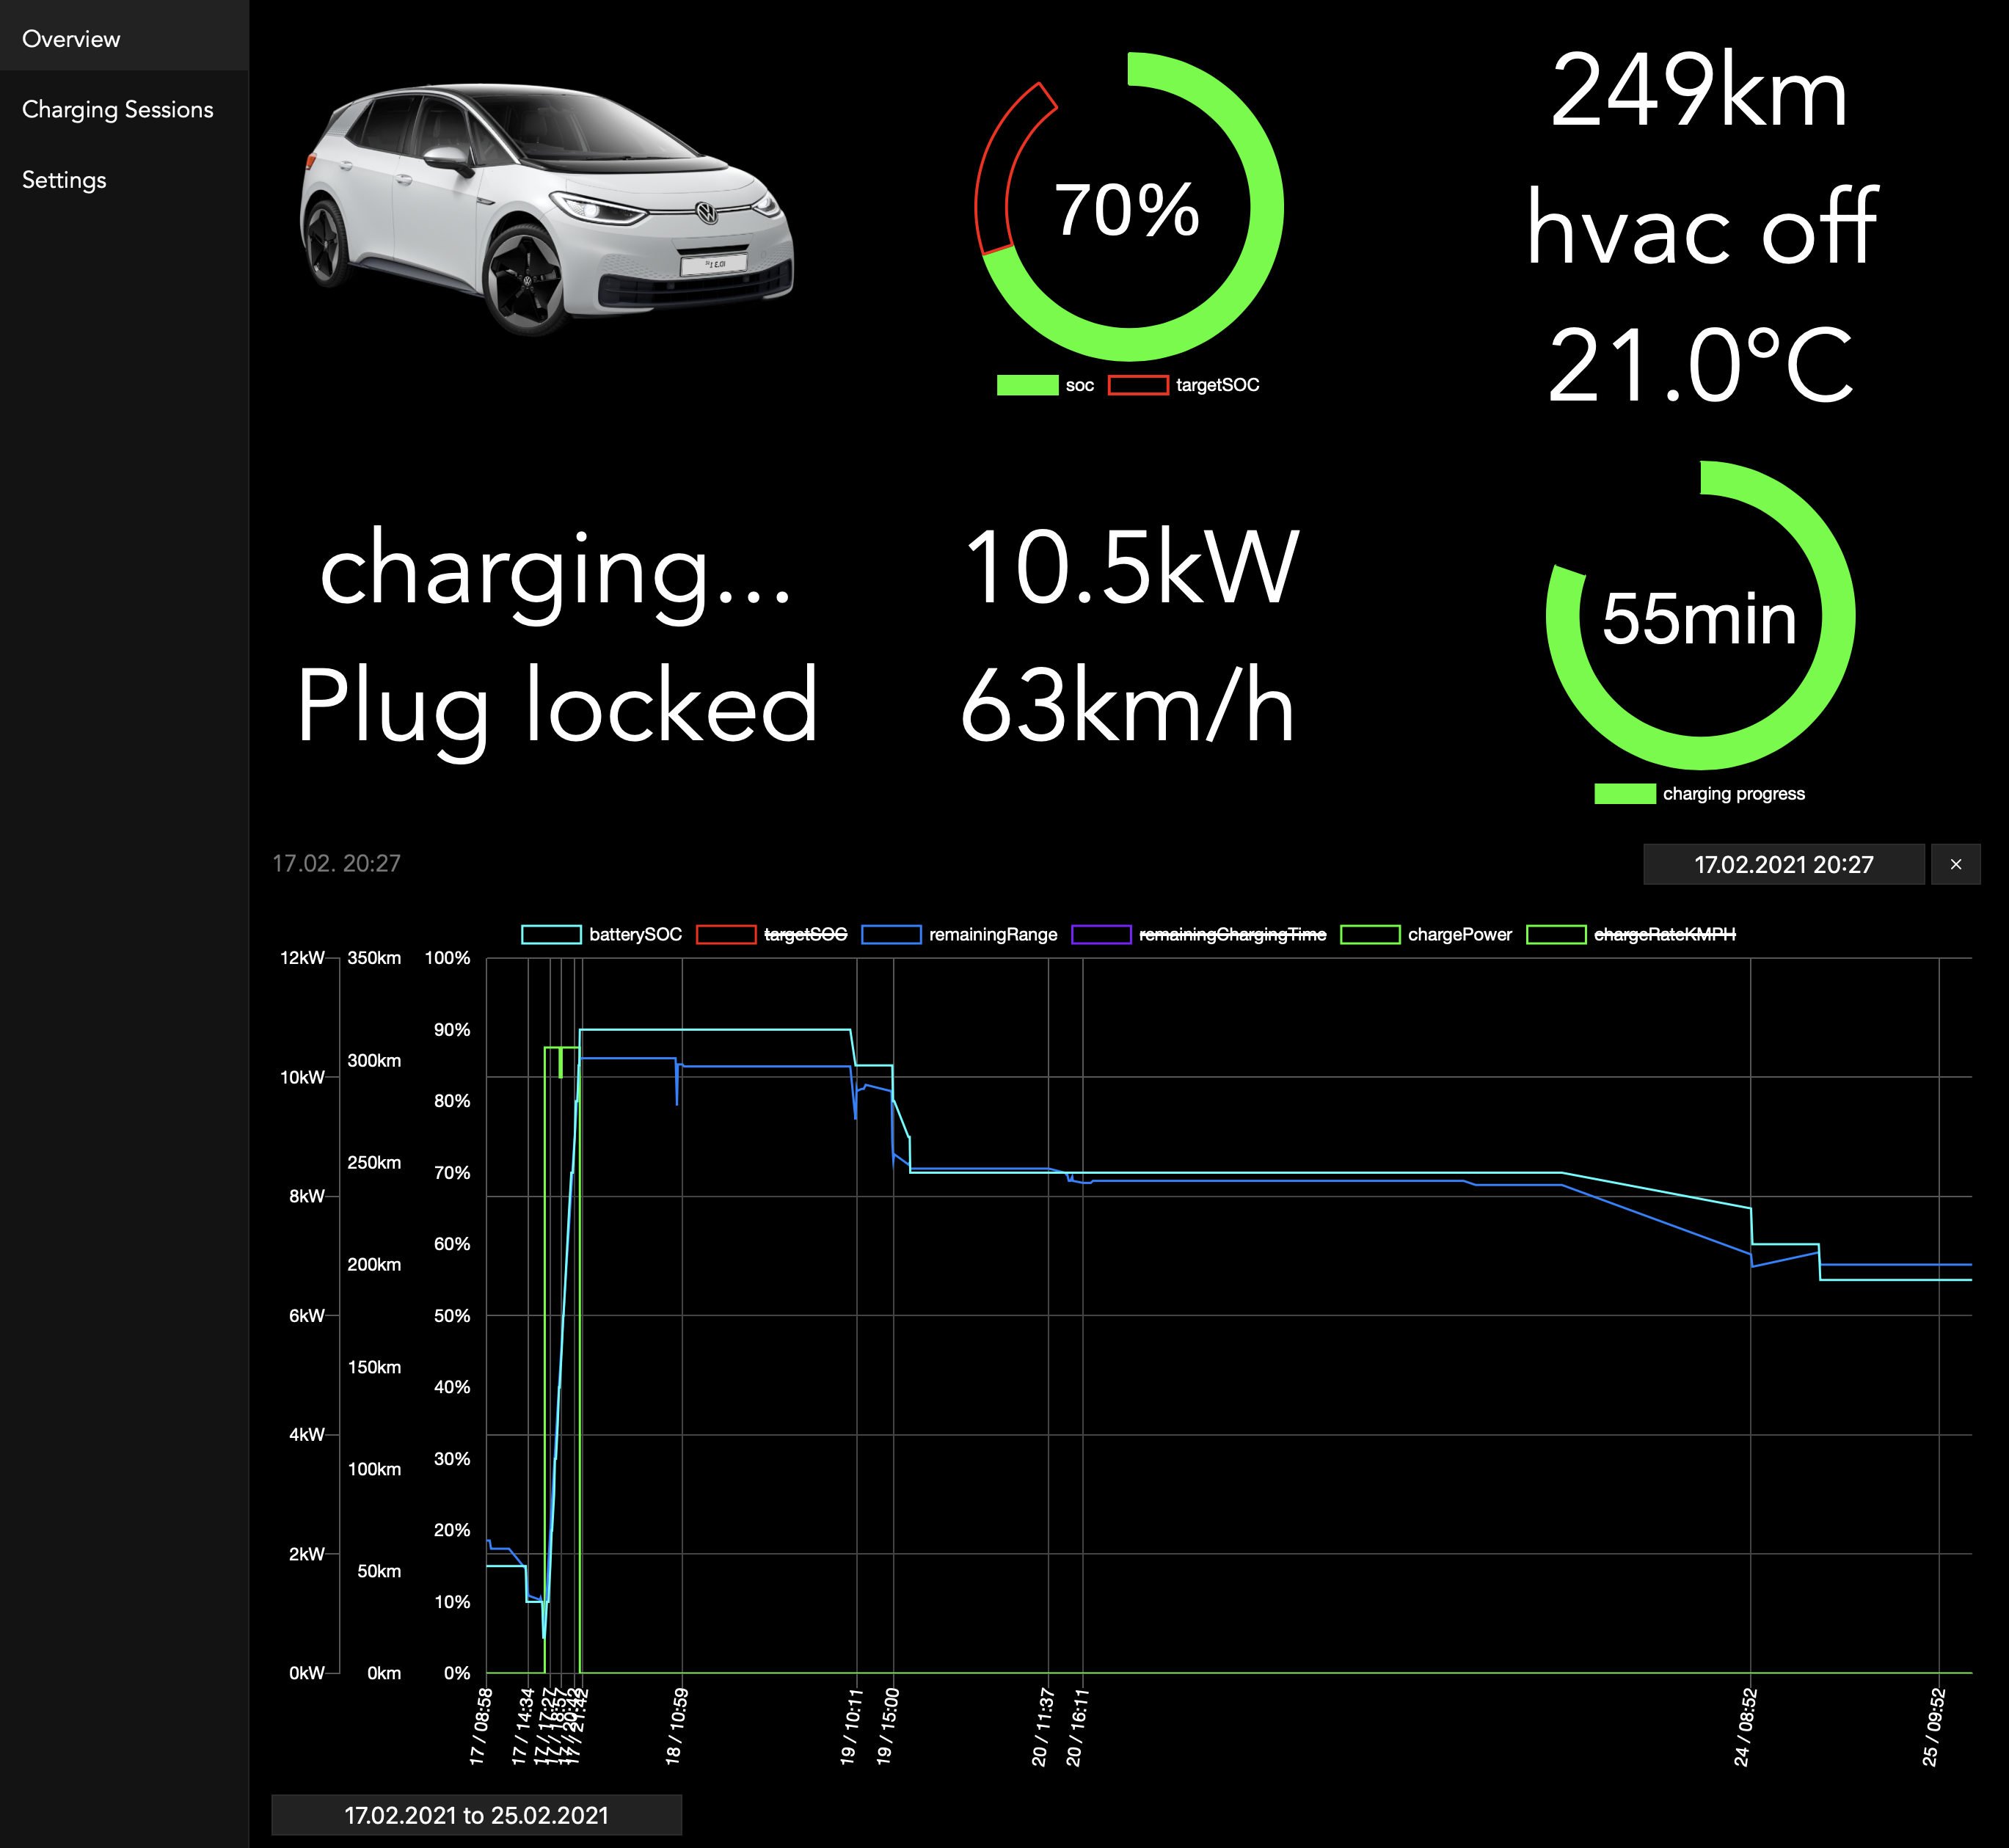 Overview
Charging Sessions
Settings
70%
soc
targetSOC
249km
hvac off
21.0°C
charging...
Plug locked
10.5kW
63km/h
55min
charging progress
17.02. 20:27
17.02.2021 20:27
×
batterySOC
targetSOC
remainingRange
remainingChargingTime
chargePower
chargeRateKMPH
12kW
10kW
8kW
6kW
4kW
2kW
0kW
350km
300km
250km
200km
150km
100km
50km
0km
100%
90%
80%
70%
60%
50%
40%
30%
20%
10%
0%
17 / 08:58
17 / 14:34
17 / 17:27
17 / 18:57
17 / 20:42
17 / 21:42
18 / 10:59
19 / 10:11
19 / 15:00
20 / 11:37
20 / 16:11
24 / 08:52
25 / 09:52
17.02.2021 to 25.02.2021